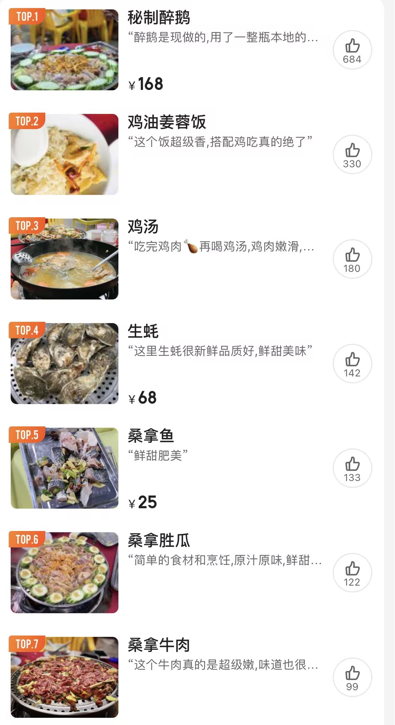 TOP.1
秘制醉鹅
“醉鹅是现做的,用了一整瓶本地的...
684
¥168
TOP.2
鸡油姜蓉饭
“这个饭超级香,搭配鸡吃真的绝了”
330
TOP.3
鸡汤
“吃完鸡肉🍗再喝鸡汤,鸡肉嫩滑,...
180
TOP.4
生蚝
“这里生蚝很新鲜品质好,鲜甜美味”
142
¥68
TOP.5
桑拿鱼
“鲜甜肥美”
133
¥25
TOP.6
桑拿胜瓜
“简单的食材和烹饪,原汁原味,鲜甜...
122
TOP.7
桑拿牛肉
“这个牛肉真的是超级嫩,味道也很...
99